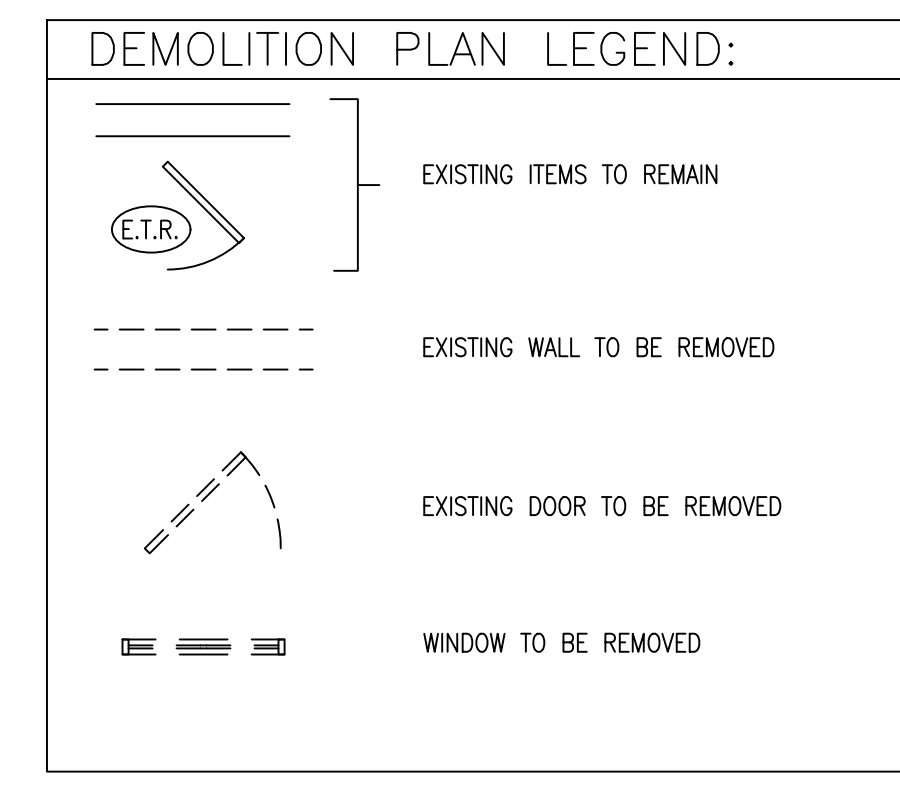 DEMOLITION PLAN LEGEND:
EXISTING ITEMS TO REMAIN
E.T.R.
EXISTING WALL TO BE REMOVED
EXISTING DOOR TO BE REMOVED
WINDOW TO BE REMOVED